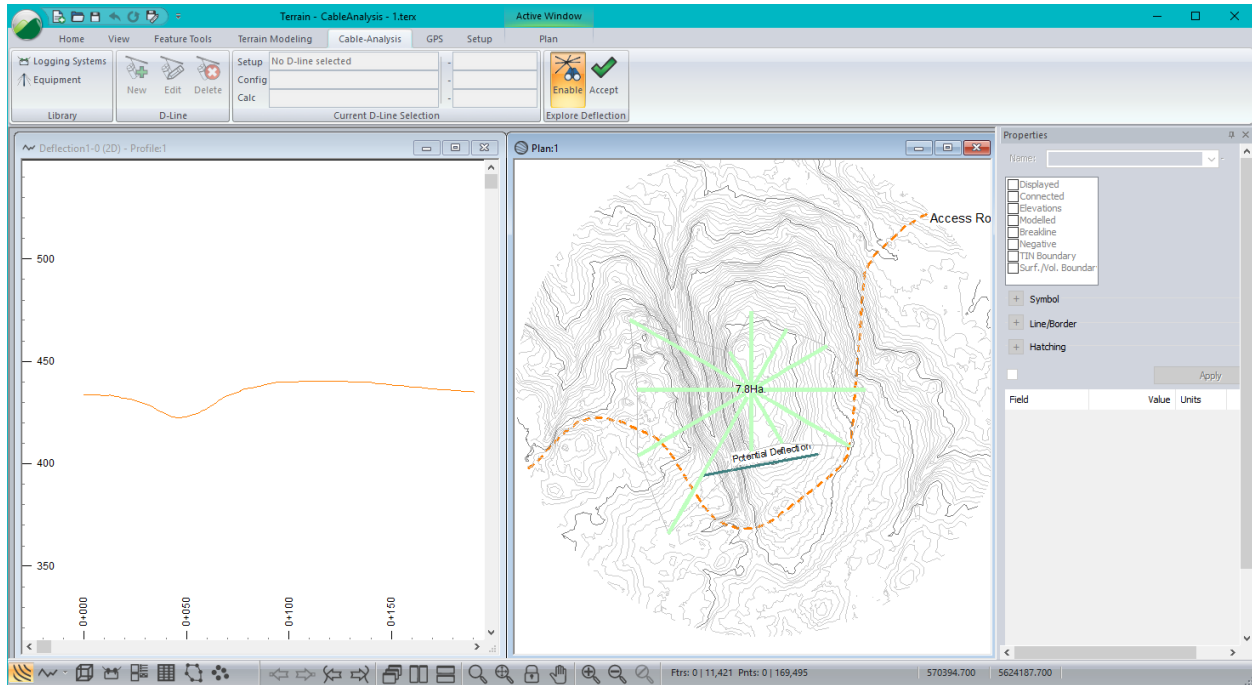 Terrain - CableAnalysis - 1.terx
Active Window
Home View Feature Tools Terrain Modeling Cable-Analysis GPS Setup Plan
Logging Systems
Equipment
Library
New Edit Delete
D-Line
Setup No D-line selected -
Config -
Calc -
Current D-Line Selection
Enable Accept
Explore Deflection
Deflection1-0 (2D) - Profile:1
500
450
400
350
0+000
0+050
0+100
0+150
Plan:1
Access Ro
7.8Ha.
Potential Deflection
Properties
Name:
Displayed
Connected
Elevations
Modelled
Breakline
Negative
TIN Boundary
Surf./Vol. Boundar
+ Symbol
+ Line/Border
+ Hatching
Apply
Field Value Units
Ftrs: 0 | 11,421 Pnts: 0 | 169,495 570394.700 5624187.700